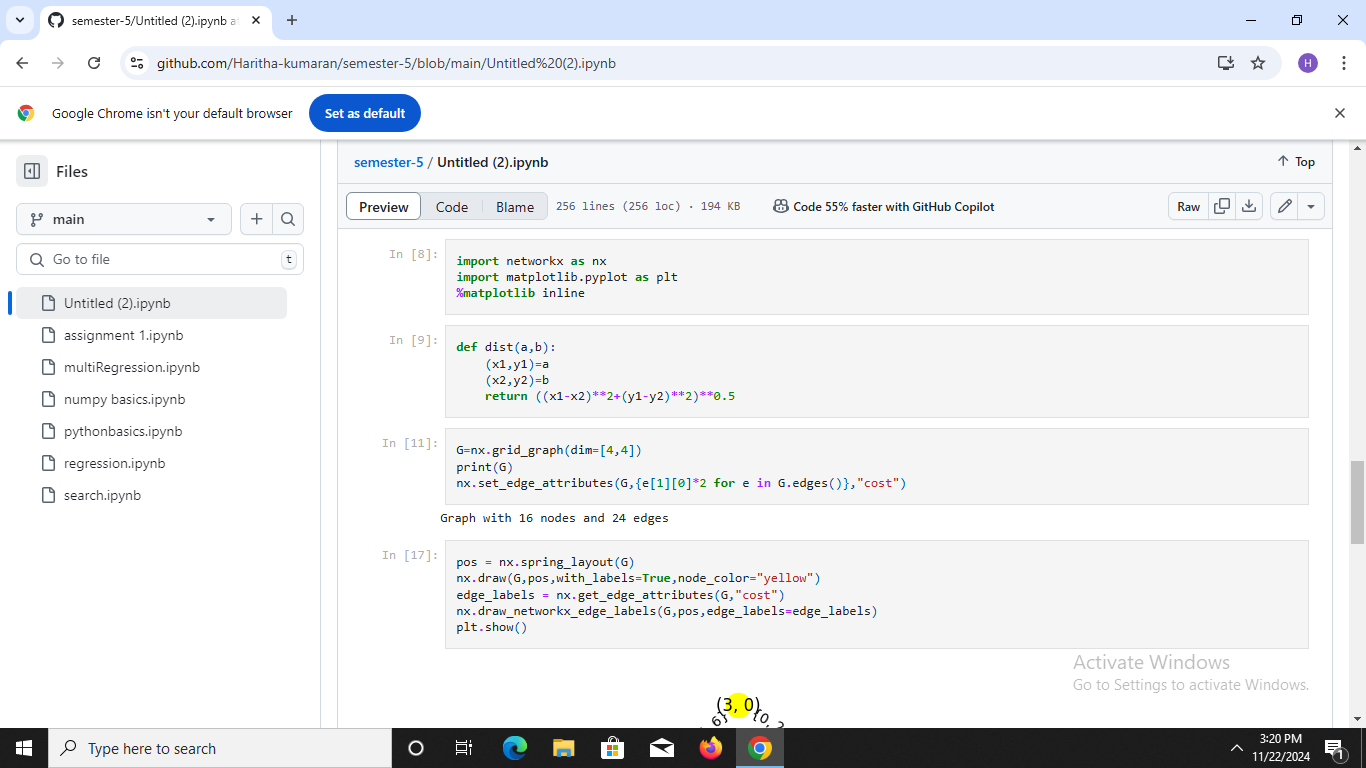 semester-5/Untitled (2).ipynb at
github.com/Haritha-kumaran/semester-5/blob/main/Untitled%20(2).ipynb
H
Google Chrome isn't your default browser
Set as default
Files
main
Go to file
t
Untitled (2).ipynb
assignment 1.ipynb
multiRegression.ipynb
numpy basics.ipynb
pythonbasics.ipynb
regression.ipynb
search.ipynb
semester-5 / Untitled (2).ipynb
Top
Preview
Code
Blame
256 lines (256 loc) · 194 KB
Code 55% faster with GitHub Copilot
Raw
In [8]:
import networkx as nx
import matplotlib.pyplot as plt
%matplotlib inline
In [9]:
def dist(a,b):
    (x1,y1)=a
    (x2,y2)=b
    return ((x1-x2)**2+(y1-y2)**2)**0.5
In [11]:
G=nx.grid_graph(dim=[4,4])
print(G)
nx.set_edge_attributes(G,{e[1][0]*2 for e in G.edges()},"cost")
Graph with 16 nodes and 24 edges
In [17]:
pos = nx.spring_layout(G)
nx.draw(G,pos,with_labels=True,node_color="yellow")
edge_labels = nx.get_edge_attributes(G,"cost")
nx.draw_networkx_edge_labels(G,pos,edge_labels=edge_labels)
plt.show()
(3, 0)
Activate Windows
Go to Settings to activate Windows.
Type here to search
3:20 PM
11/22/2024
1